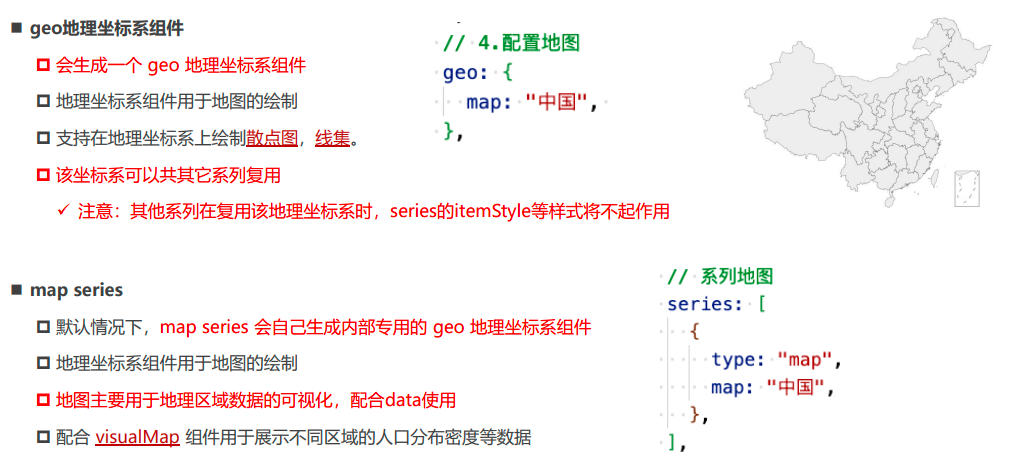 geo地理坐标系组件
会生成一个 geo 地理坐标系组件
地理坐标系组件用于地图的绘制
支持在地理坐标系上绘制散点图，线集。
该坐标系可以共其它系列复用
注意：其他系列在复用该地理坐标系时，series的itemStyle等样式将不起作用
// 4.配置地图
geo: {
map: "中国",
},
map series
默认情况下，map series 会自己生成内部专用的 geo 地理坐标系组件
地理坐标系组件用于地图的绘制
地图主要用于地理区域数据的可视化，配合data使用
配合 visualMap 组件用于展示不同区域的人口分布密度等数据
// 系列地图
series: [
{
type: "map",
map: "中国",
},
],